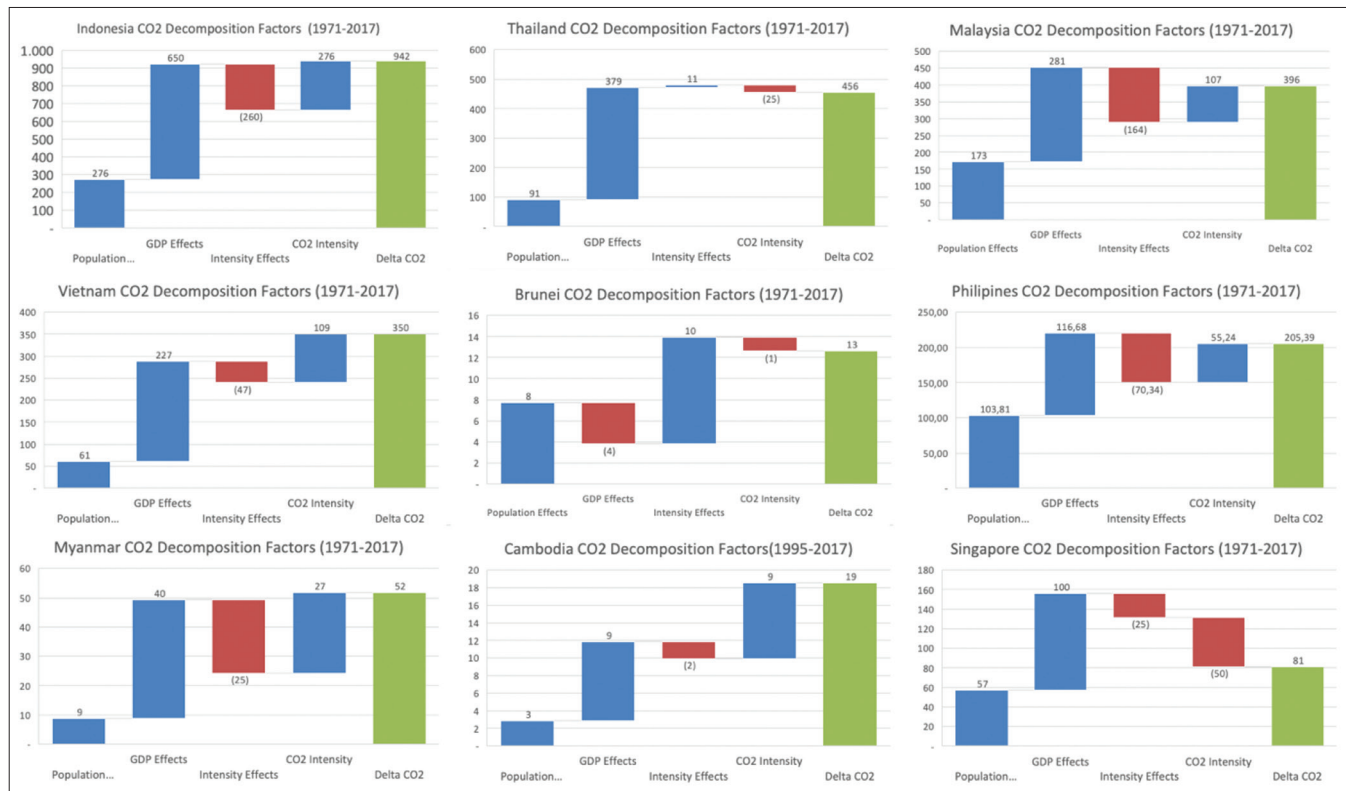 Indonesia CO2 Decomposition Factors (1971-2017)
1.000
900
800
700
600
500
400
300
200
100
-
276
650
(260)
276
942
GDP Effects
CO2 Intensity
Population...
Intensity Effects
Delta CO2
Thailand CO2 Decomposition Factors (1971-2017)
600
500
400
300
200
100
-
91
379
11
(25)
456
GDP Effects
CO2 Intensity
Population...
Intensity Effects
Delta CO2
Malaysia CO2 Decomposition Factors (1971-2017)
500
450
400
350
300
250
200
150
100
50
-
173
281
(164)
107
396
GDP Effects
CO2 Intensity
Population Effects
Intensity Effects
Delta CO2
Vietnam CO2 Decomposition Factors (1971-2017)
400
350
300
250
200
150
100
50
-
61
227
(47)
109
350
GDP Effects
CO2 Intensity
Population...
Intensity Effects
Delta CO2
Brunei CO2 Decomposition Factors (1971-2017)
16
14
12
10
8
6
4
2
-
8
(4)
10
(1)
13
GDP Effects
CO2 Intensity
Population Effects
Intensity Effects
Delta CO2
Philipines CO2 Decomposition Factors (1971-2017)
250,00
200,00
150,00
100,00
50,00
-
103,81
116,68
(70,34)
55,24
205,39
GDP Effects
CO2 Intensity
Population...
Intensity Effects
Delta CO2
Myanmar CO2 Decomposition Factors (1971-2017)
60
50
40
30
20
10
-
9
40
(25)
27
52
GDP Effects
CO2 Intensity
Population...
Intensity Effects
Delta CO2
Cambodia CO2 Decomposition Factors(1995-2017)
20
18
16
14
12
10
8
6
4
2
-
3
9
(2)
9
19
GDP Effects
CO2 Intensity
Population...
Intensity Effects
Delta CO2
Singapore CO2 Decomposition Factors (1971-2017)
180
160
140
120
100
80
60
40
20
-
57
100
(25)
(50)
81
GDP Effects
CO2 Intensity
Population...
Intensity Effects
Delta CO2